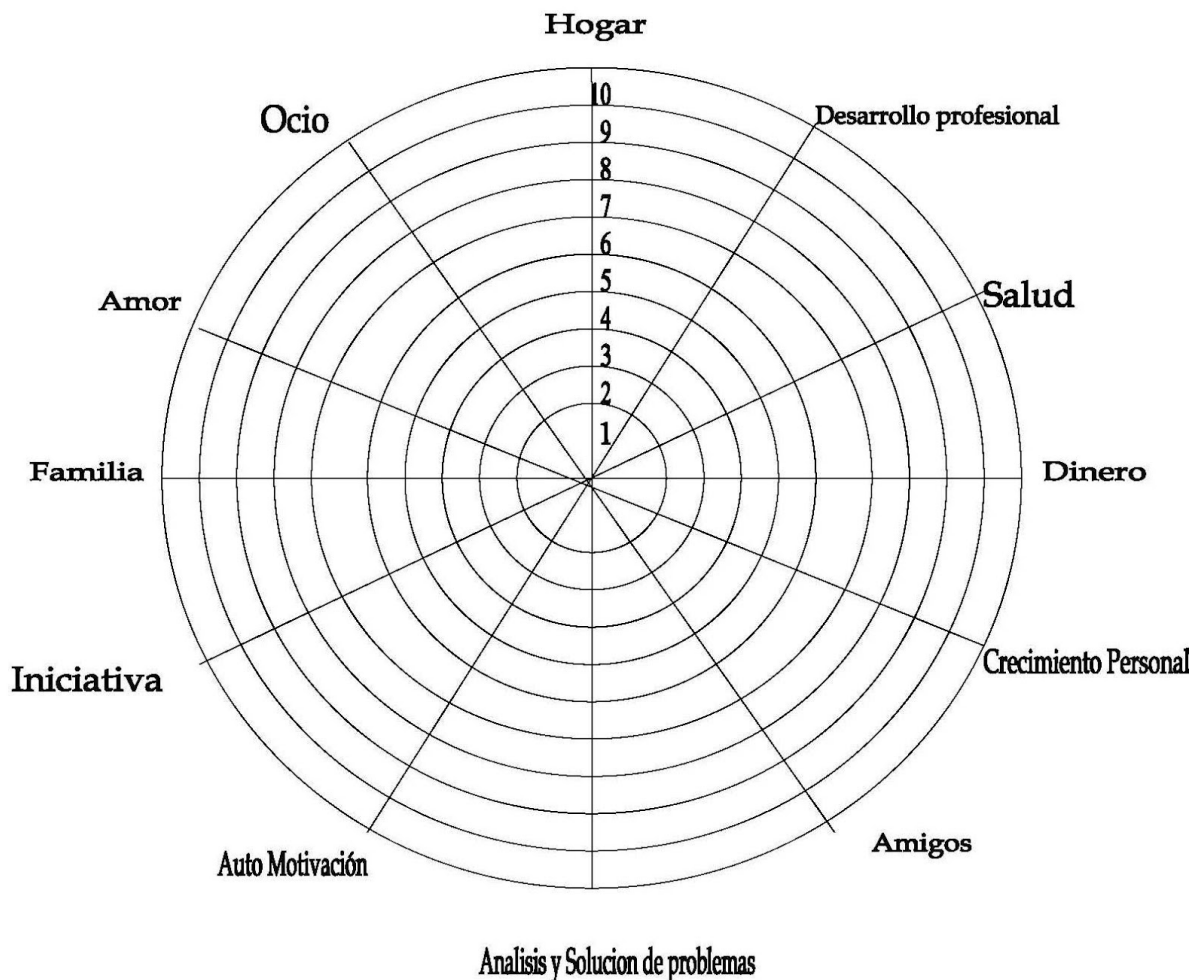 Hogar
10
Ocio
Desarrollo profesional
9
8
7
6
5
Amor
Salud
4
3
2
1
Familia
Dinero
Iniciativa
Crecimiento Personal
Auto Motivación
Amigos
Analisis y Solucion de problemas